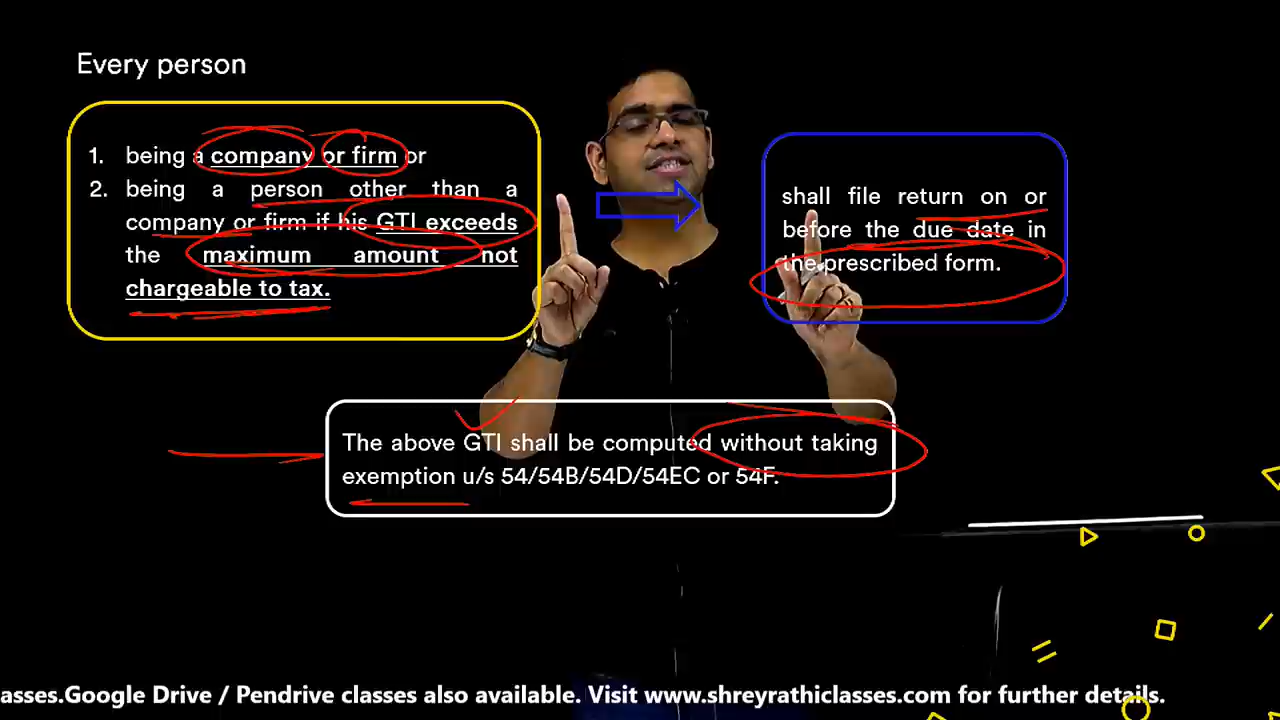 Every person
1. being a company or firm or
2. being a person other than a
company or firm if his GTI exceeds
the maximum amount not
chargeable to tax.
shall file return on or
before the due date in
the prescribed form.
The above GTI shall be computed without taking
exemption u/s 54/54B/54D/54EC or 54F.
asses.Google Drive / Pendrive classes also available. Visit www.shreyrathiclasses.com for further details.